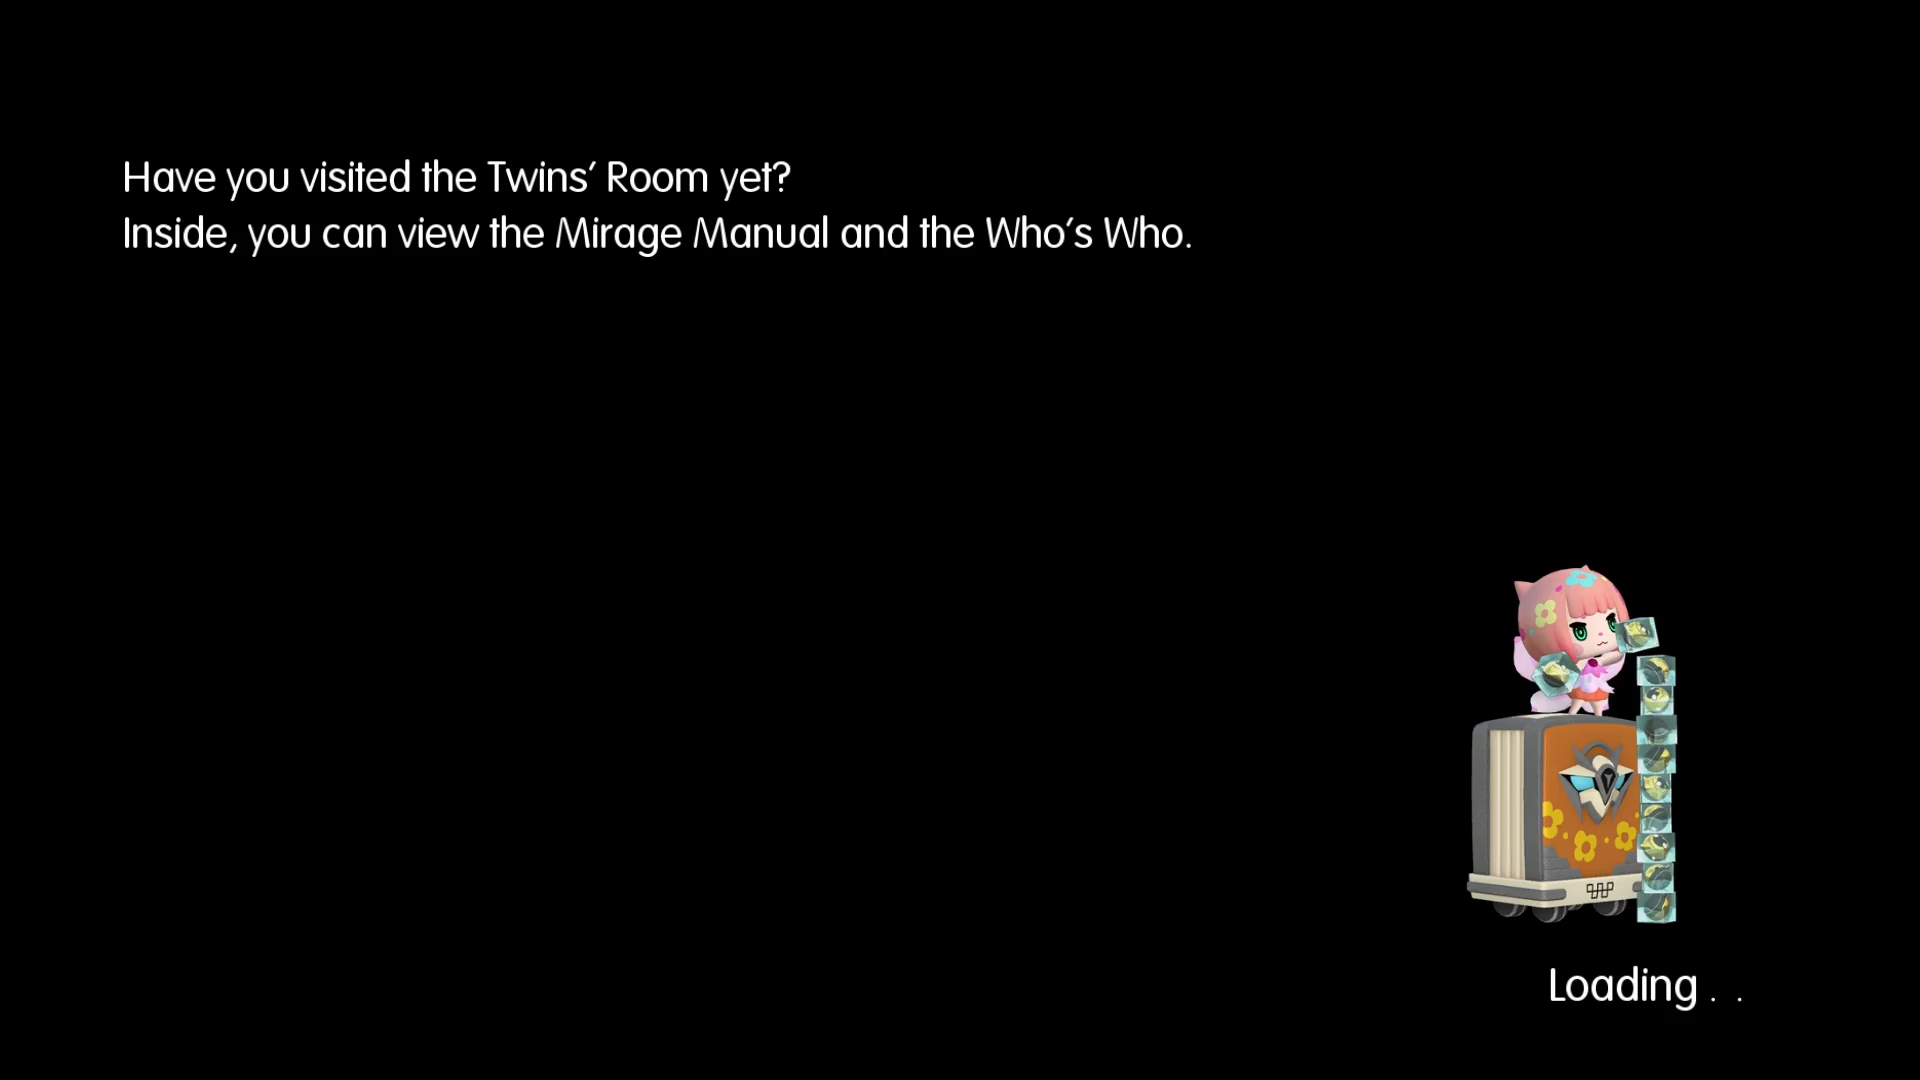 Have you visited the Twins' Room yet?
Inside, you can view the Mirage Manual and the Who's Who.
Loading . .